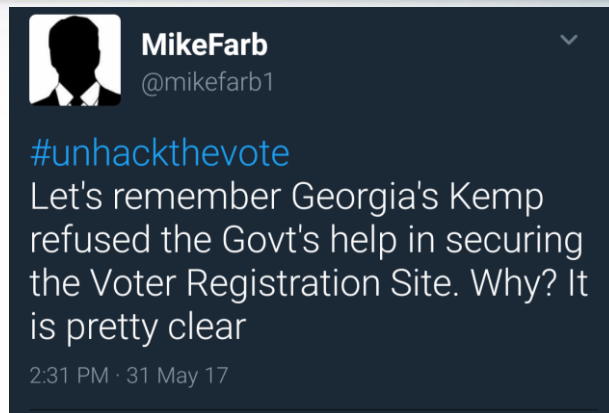 MikeFarb
@mikefarb1
#unhackthevote
Let's remember Georgia's Kemp
refused the Govt's help in securing
the Voter Registration Site. Why? It
is pretty clear
2:31 PM · 31 May 17